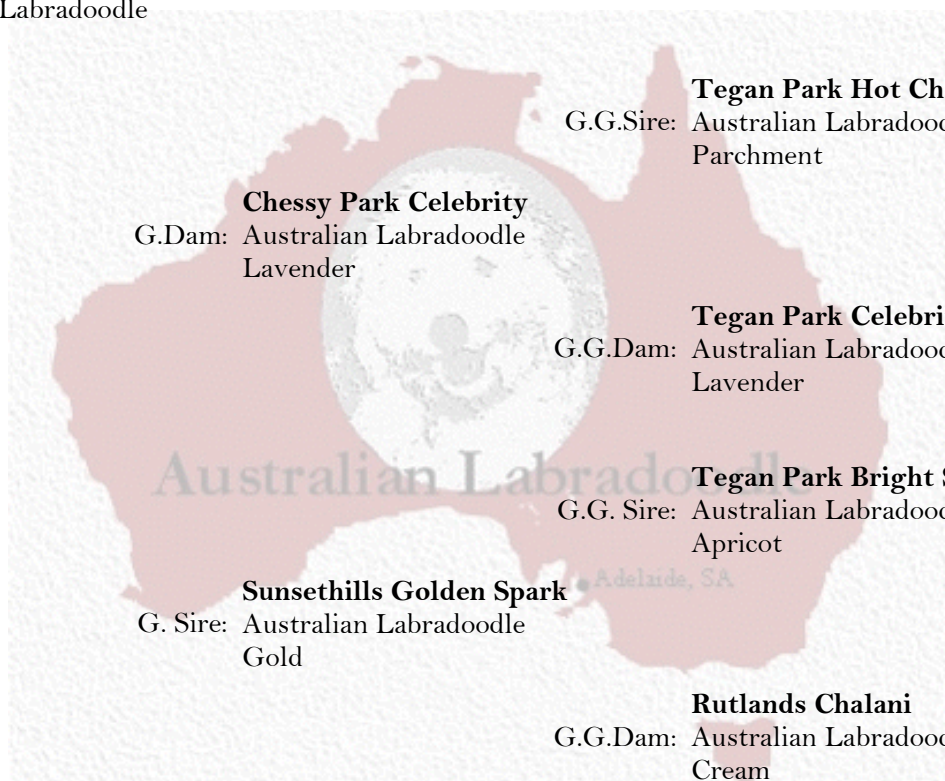 Labradoodle
Tegan Park Hot Ch
G.G.Sire: Australian Labradood
Parchment
Chessy Park Celebrity
G.Dam: Australian Labradoodle
Lavender
Tegan Park Celebri
G.G.Dam: Australian Labradood
Lavender
Australian Labradoodle
Tegan Park Bright S
G.G. Sire: Australian Labradood
Apricot
Adelaide, SA
Sunsethills Golden Spark
G. Sire: Australian Labradoodle
Gold
Rutlands Chalani
G.G.Dam: Australian Labradood
Cream